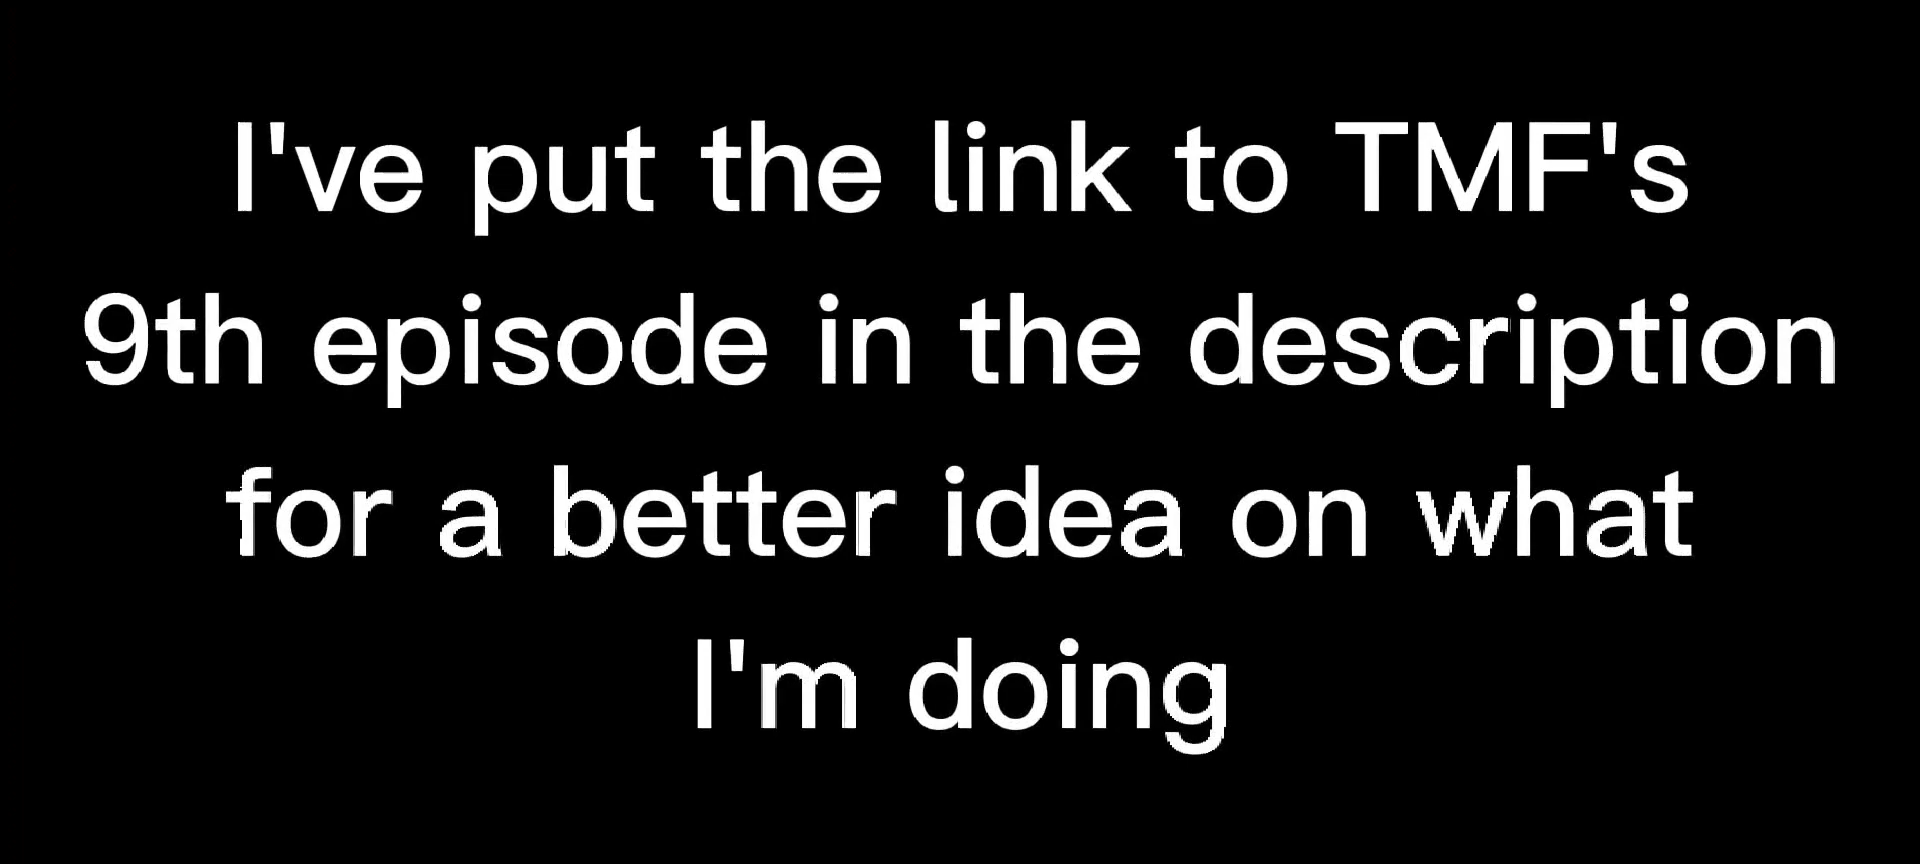 I've put the link to TMF's
9th episode in the description
for a better idea on what
I'm doing